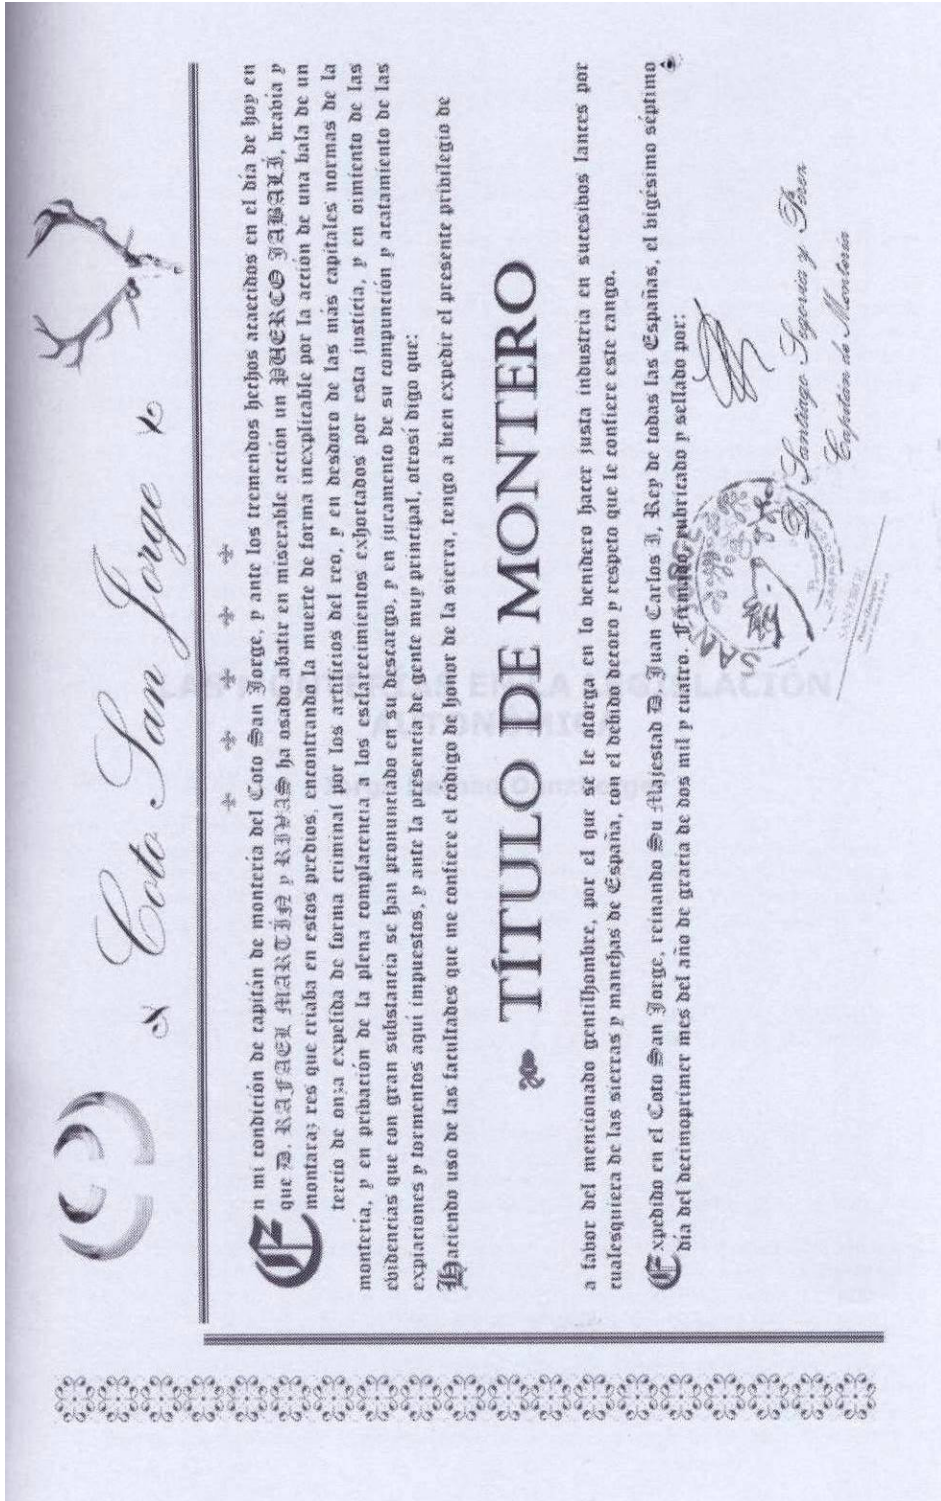 Coto San Jorge
En mi condición de capitán de montería del Coto San Jorge, y ante los tremendos hechos acaecidos en el día de hoy en
que D. RAFAEL MARTÍN y RIVAS ha osado abatir en miserable acción un PUERCO JABALÍ, bravía y
montaraz res que criaba en estos predios, encontrando la muerte de forma inexplicable por la acción de una bala de un
tercio de onza expelida de forma criminal por los artificios del reo, y en desdoro de las más capitales normas de la
montería, y en privación de la plena complacencia a los esclarecimientos exhortados por esta justicia, y en oimiento de las
evidencias que con gran substancia se han pronunciado en su descargo, y en juramento de su compunción y acatamiento de las
expiaciones y tormentos aquí impuestos, y ante la presencia de gente muy principal, otrosí digo que:
Haciendo uso de las facultades que me confiere el código de honor de la sierra, tengo a bien expedir el presente privilegio de
TÍTULO DE MONTERO
a favor del mencionado gentilhombre, por el que se le otorga en lo venidero hacer justa industria en sucesivos lances por
cualesquiera de las sierras y manchas de España, con el debido decoro y respeto que le confiere este rango.
Expedido en el Coto San Jorge, reinando Su Majestad D. Juan Carlos I, Rey de todas las Españas, el vigésimo séptimo
día del decimoprimer mes del año de gracia de dos mil y cuatro. Effirmado, rubricado y sellado por:
D. Santiago Segovia y Pérez
Capitán de Montería
LAS MONTERÍAS EN LA LEGISLACIÓN
AUTONÓMICA